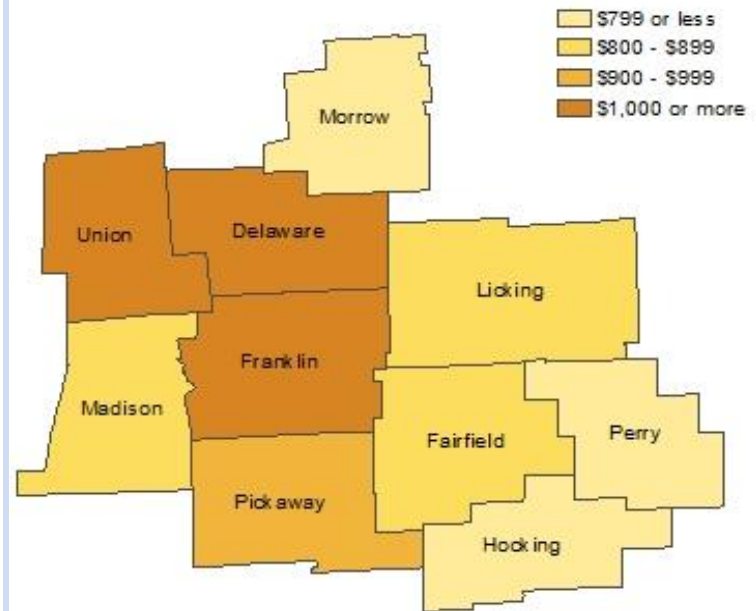 $799 or less
$800 - $899
$900 - $999
$1,000 or more
Morrow
Union
Delaware
Licking
Franklin
Madison
Fairfield
Perry
Pickaway
Hocking